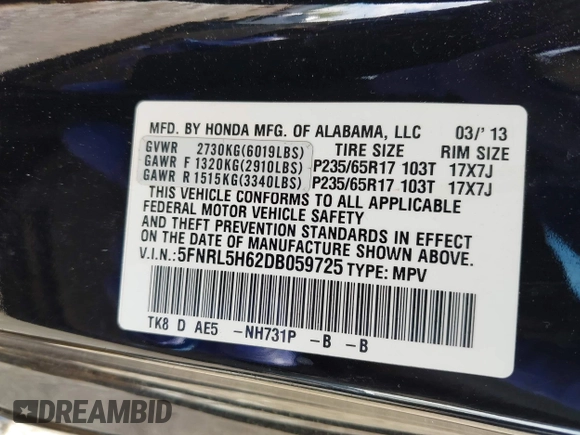 MFD. BY HONDA MFG. OF ALABAMA, LLC 03/'13
GVWR 2730KG(6019LBS) TIRE SIZE RIM SIZE
GAWR F 1320KG(2910LBS) P235/65R17 103T 17X7J
GAWR R 1515KG(3340LBS) P235/65R17 103T 17X7J
THIS VEHICLE CONFORMS TO ALL APPLICABLE
FEDERAL MOTOR VEHICLE SAFETY
AND THEFT PREVENTION STANDARDS IN EFFECT
ON THE DATE OF MANUFACTURE SHOWN ABOVE.
V.I.N.: 5FNRL5H62DB059725 TYPE: MPV
TK8 D AE5 -NH731P -B -B
DREAMBID